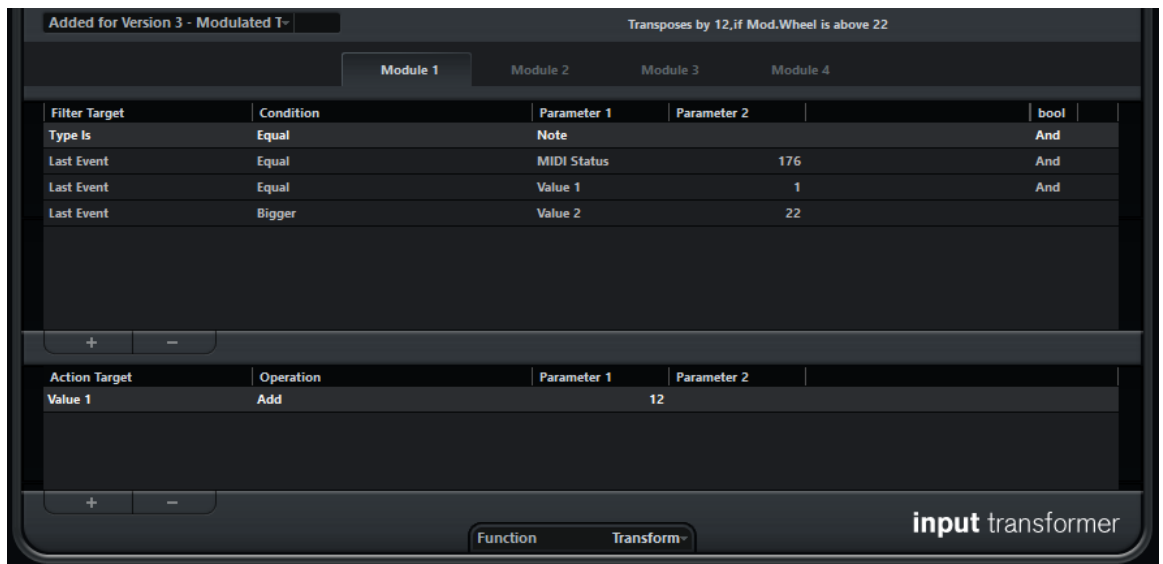 Added for Version 3 - Modulated T
Transposes by 12,if Mod.Wheel is above 22
Module 1 Module 2 Module 3 Module 4
Filter Target Condition Parameter 1 Parameter 2 bool
Type Is Equal Note And
Last Event Equal MIDI Status 176 And
Last Event Equal Value 1 1 And
Last Event Bigger Value 2 22
+ −
Action Target Operation Parameter 1 Parameter 2
Value 1 Add 12
+ −
Function Transform
input transformer